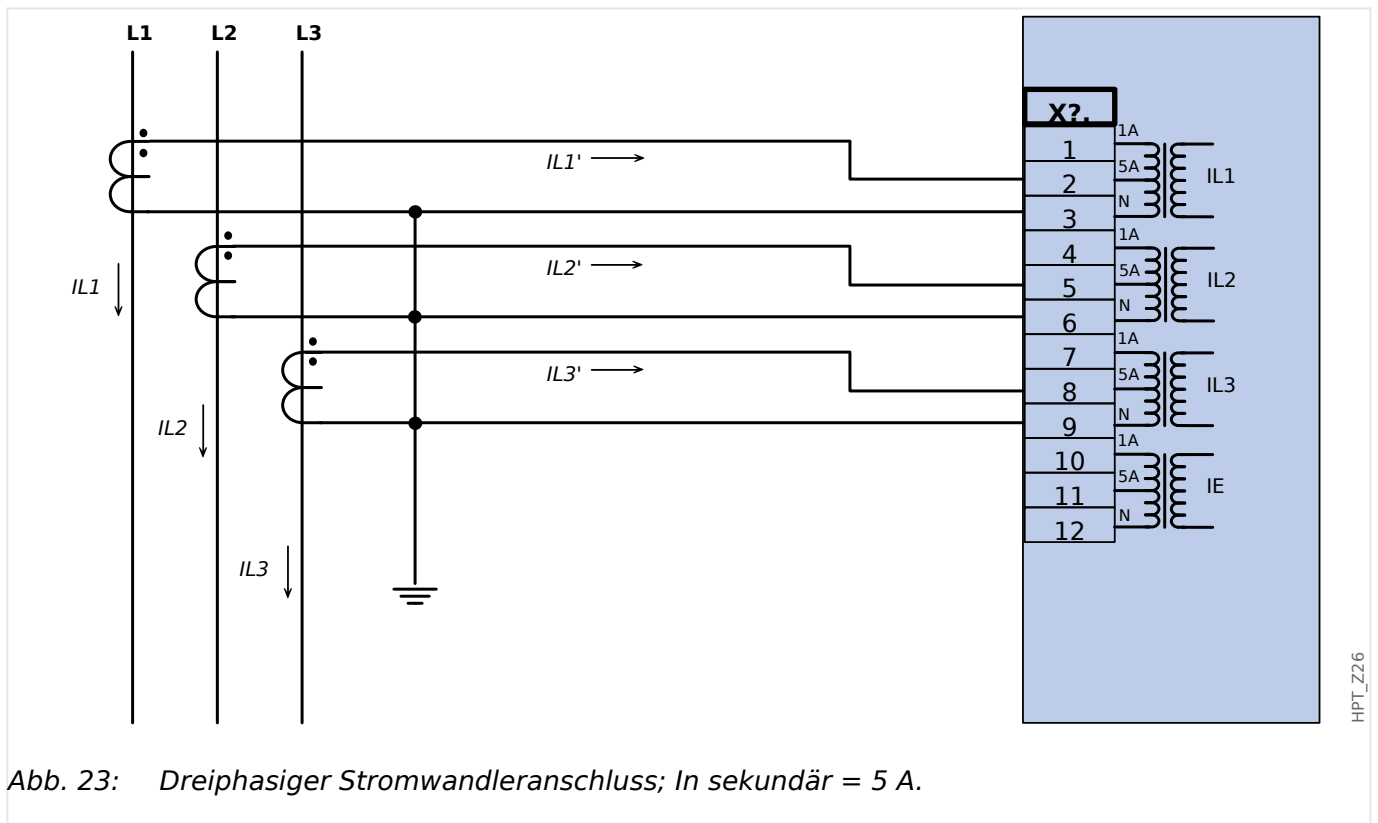 L1 L2 L3
X?.
1A
1
IL1'
5A
IL1
2
N
3
1A
4
IL2'
5A
IL2
IL1
5
N
6
1A
7
IL3'
5A
IL3
8
N
IL2
9
1A
10
5A
IE
11
N
12
IL3
HPT_Z26
Abb. 23: Dreiphasiger Stromwandleranschluss; In sekundär = 5 A.